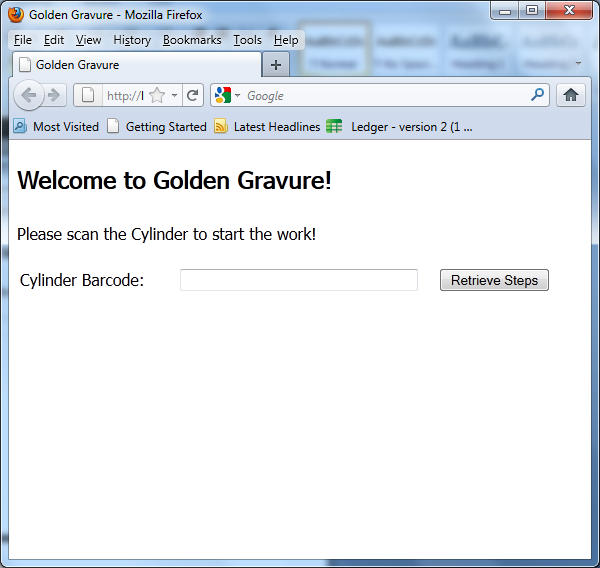 Golden Gravure - Mozilla Firefox
File Edit View History Bookmarks Tools Help
Golden Gravure
http://l Google
Most Visited Getting Started Latest Headlines Ledger - version 2 (1 ...
Welcome to Golden Gravure!
Please scan the Cylinder to start the work!
Cylinder Barcode: Retrieve Steps